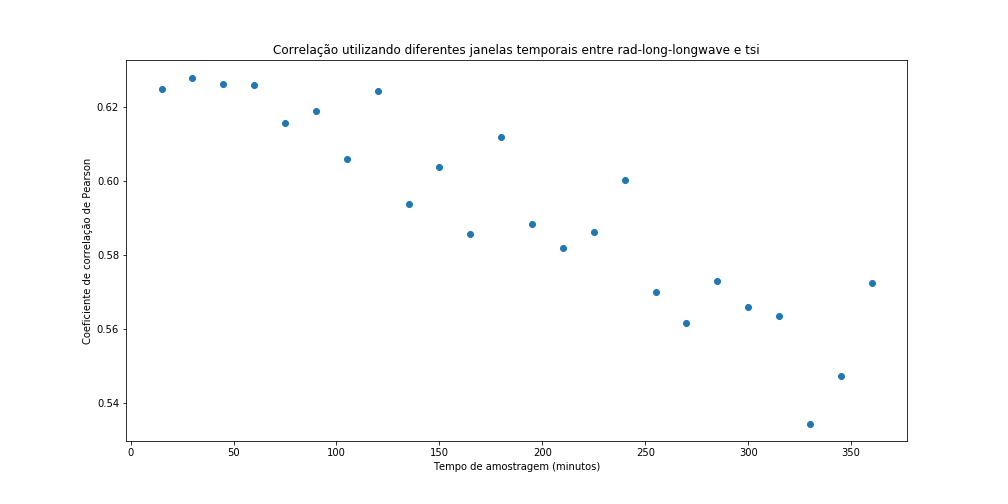 Correlação utilizando diferentes janelas temporais entre rad-long-longwave e tsi
Coeficiente de correlação de Pearson
0.62
0.60
0.58
0.56
0.54
0 50 100 150 200 250 300 350
Tempo de amostragem (minutos)